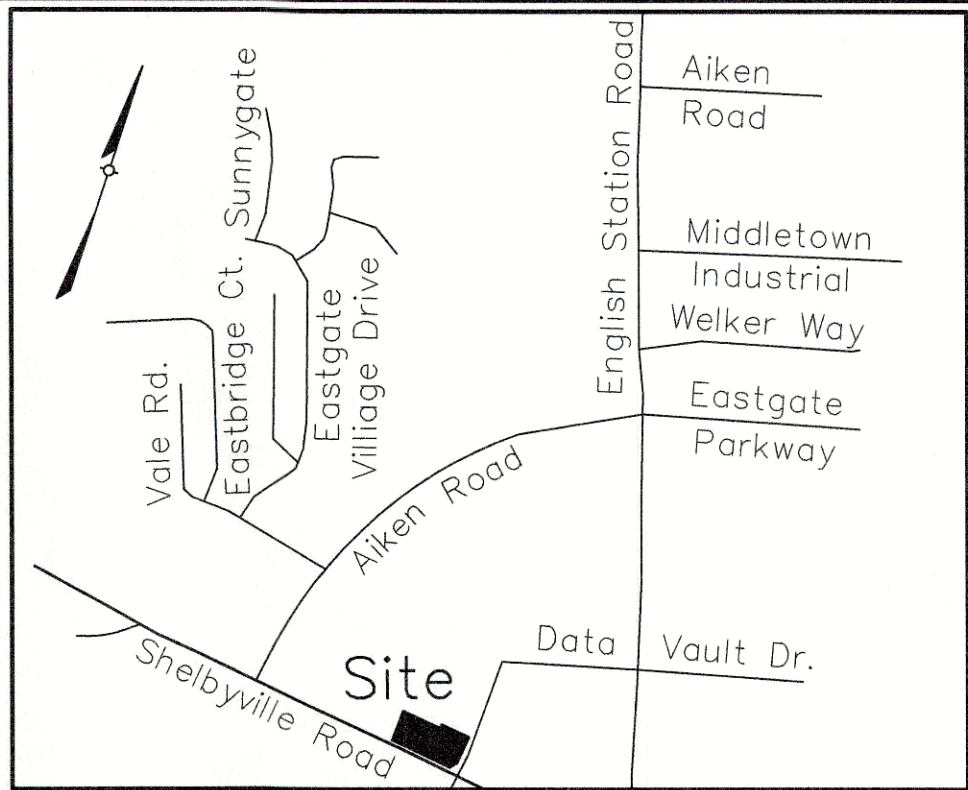 Sunnygate
English Station Road
Aiken
Road
Middletown
Industrial
Welker Way
Eastgate
Parkway
Eastbridge Ct.
Eastgate
Villiage Drive
Vale Rd.
Aiken Road
Data Vault Dr.
Site
Shelbyville Road